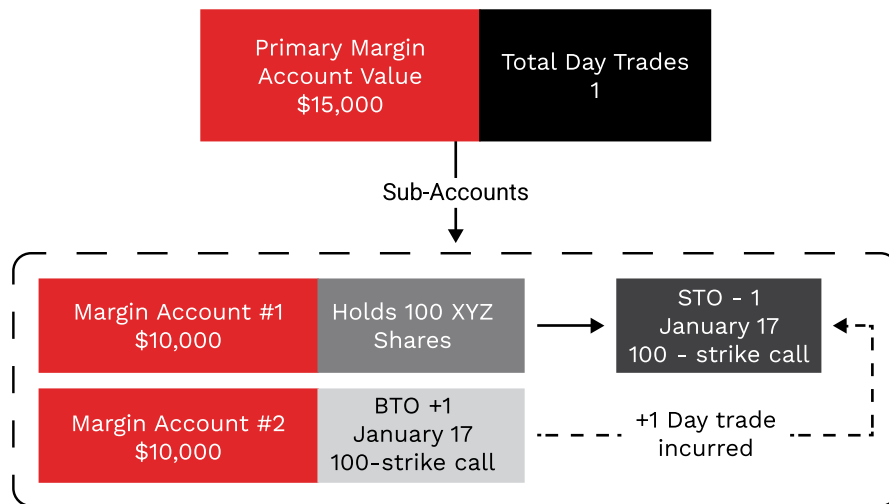 Primary Margin
Account Value
$15,000
Total Day Trades
1
Sub-Accounts
Margin Account #1
$10,000
Holds 100 XYZ
Shares
STO - 1
January 17
100 - strike call
Margin Account #2
$10,000
BTO +1
January 17
100-strike call
+1 Day trade
incurred